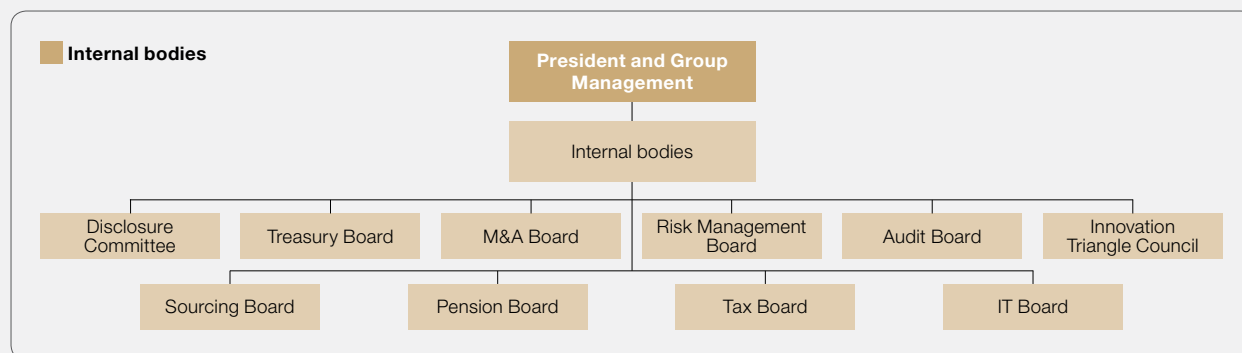 Internal bodies
President and Group
Management
Internal bodies
Disclosure
Committee
Treasury Board
M&A Board
Risk Management
Board
Audit Board
Innovation
Triangle Council
Sourcing Board
Pension Board
Tax Board
IT Board